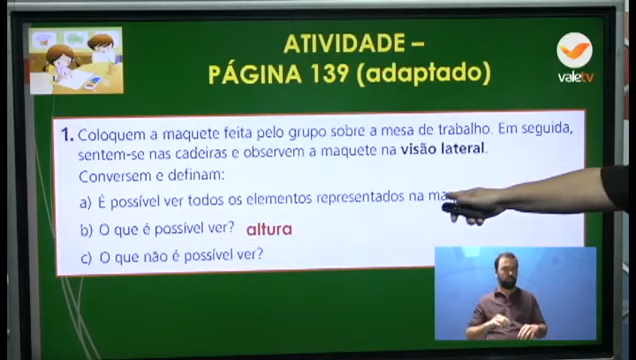 ATIVIDADE –
PÁGINA 139 (adaptado)
valetv
1. Coloquem a maquete feita pelo grupo sobre a mesa de trabalho. Em seguida,
sentem-se nas cadeiras e observem a maquete na visão lateral.
Conversem e definam:
a) É possível ver todos os elementos representados na
b) O que é possível ver? altura
c) O que não é possível ver?